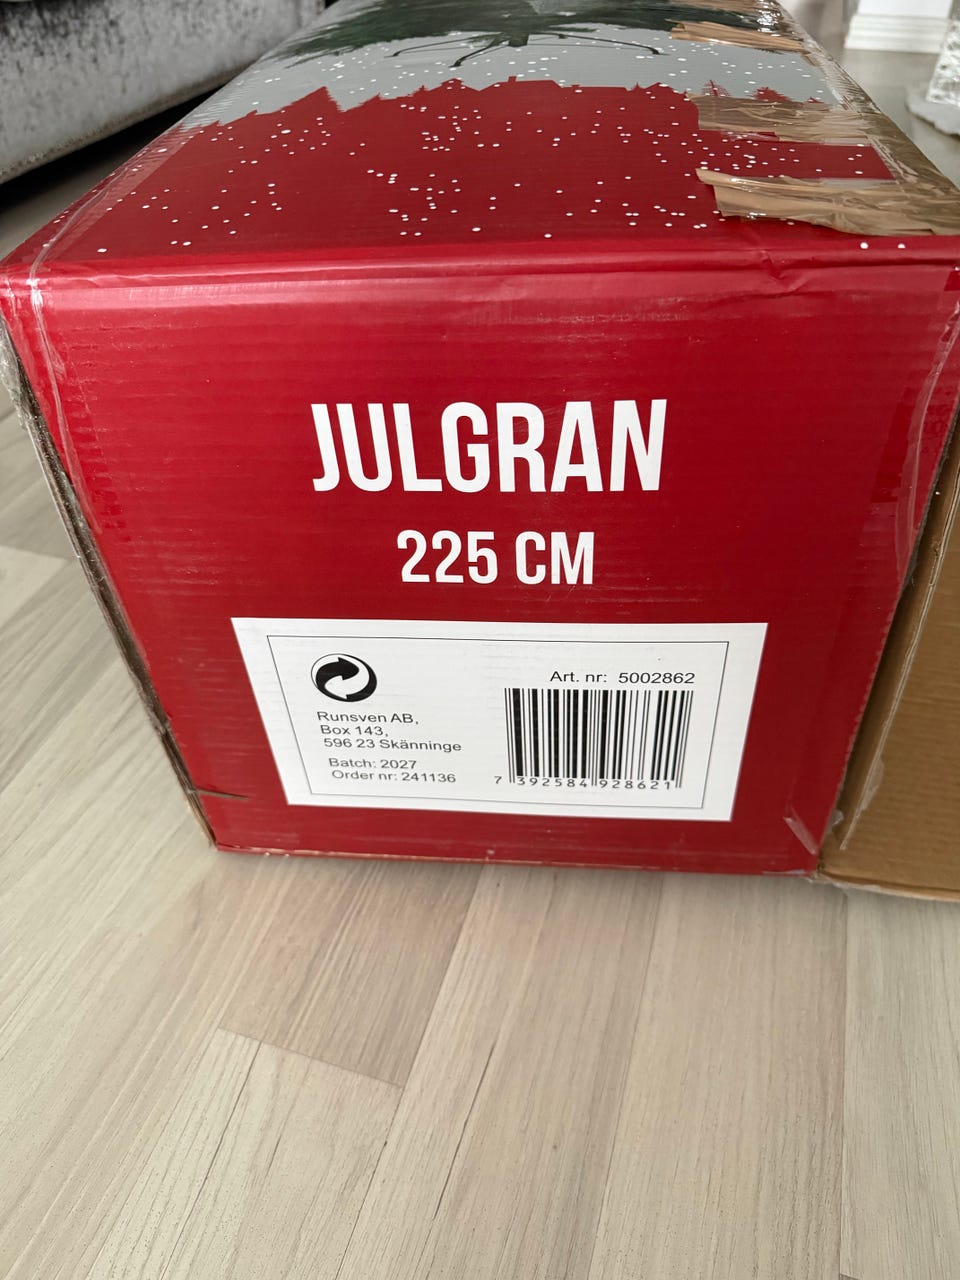 JULGRAN
225 CM
Art. nr: 5002862
Runsven AB,
Box 143,
596 23 Skänninge
Batch: 2027
Order nr: 241136
7 392584 928621